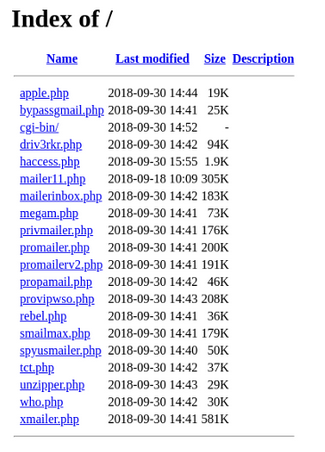 Index of /
Name Last modified Size Description
apple.php 2018-09-30 14:44 19K
bypassgmail.php 2018-09-30 14:41 25K
cgi-bin/ 2018-09-30 14:52 -
driv3rkr.php 2018-09-30 14:42 94K
haccess.php 2018-09-30 15:55 1.9K
mailer11.php 2018-09-18 10:09 305K
mailerinbox.php 2018-09-30 14:42 183K
megam.php 2018-09-30 14:41 73K
privmailer.php 2018-09-30 14:41 176K
promailer.php 2018-09-30 14:41 200K
promailerv2.php 2018-09-30 14:41 191K
propamail.php 2018-09-30 14:42 46K
provipwso.php 2018-09-30 14:43 208K
rebel.php 2018-09-30 14:41 36K
smailmax.php 2018-09-30 14:41 179K
spyusmailer.php 2018-09-30 14:40 50K
tct.php 2018-09-30 14:42 37K
unzipper.php 2018-09-30 14:43 29K
who.php 2018-09-30 14:42 30K
xmailer.php 2018-09-30 14:41 581K